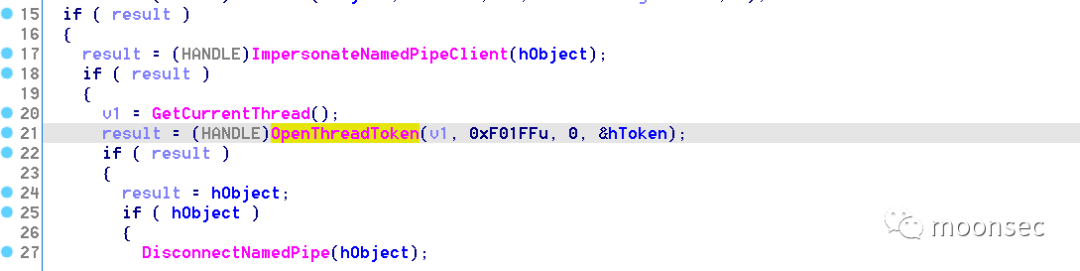 15 if ( result )
16 {
17 result = (HANDLE)ImpersonateNamedPipeClient(hObject);
18 if ( result )
19 {
20 v1 = GetCurrentThread();
21 result = (HANDLE)OpenThreadToken(v1, 0xF01FFu, 0, &hToken);
22 if ( result )
23 {
24 result = hObject;
25 if ( hObject )
26 {
27 DisconnectNamedPipe(hObject);
moonsec